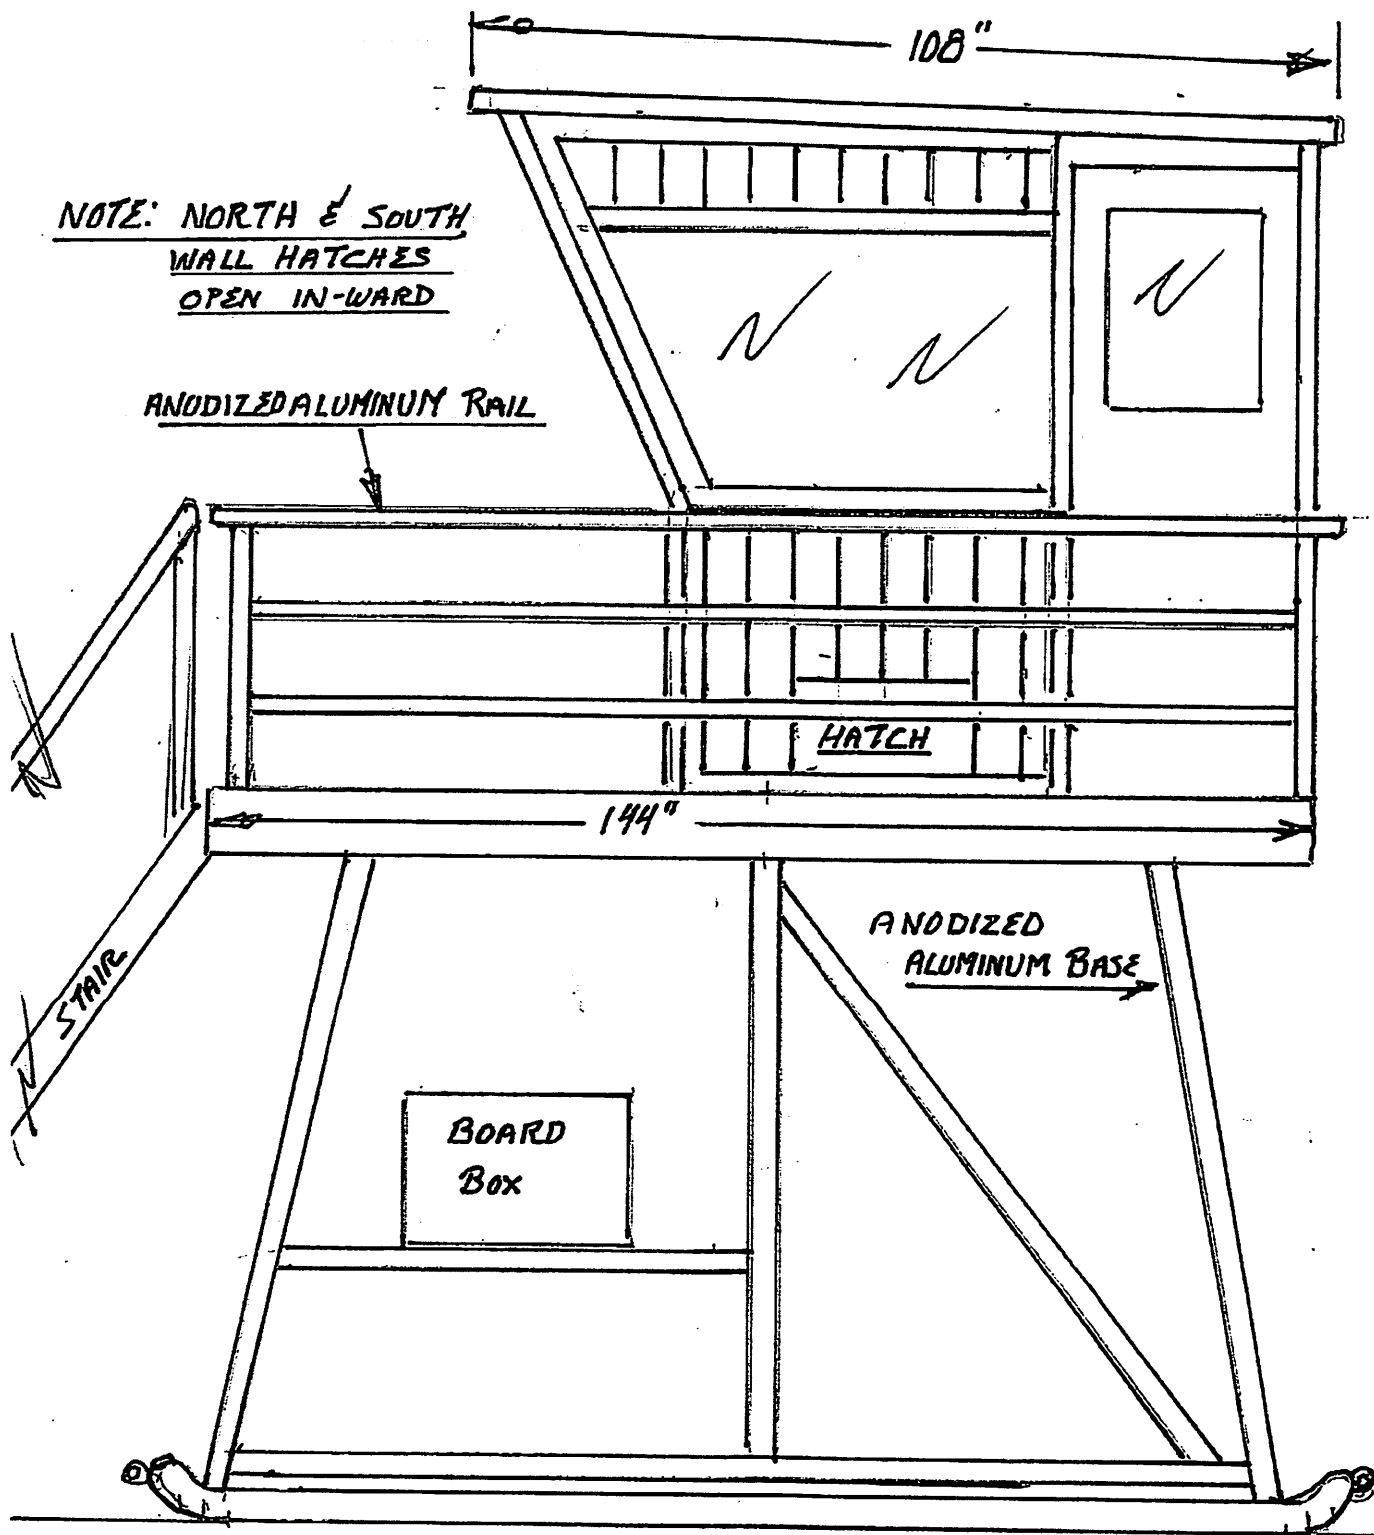 108"
NOTE: NORTH & SOUTH
WALL HATCHES
OPEN IN-WARD
ANODIZED ALUMINUM RAIL
HATCH
144"
ANODIZED
ALUMINUM BASE
STAIR
BOARD
BOX